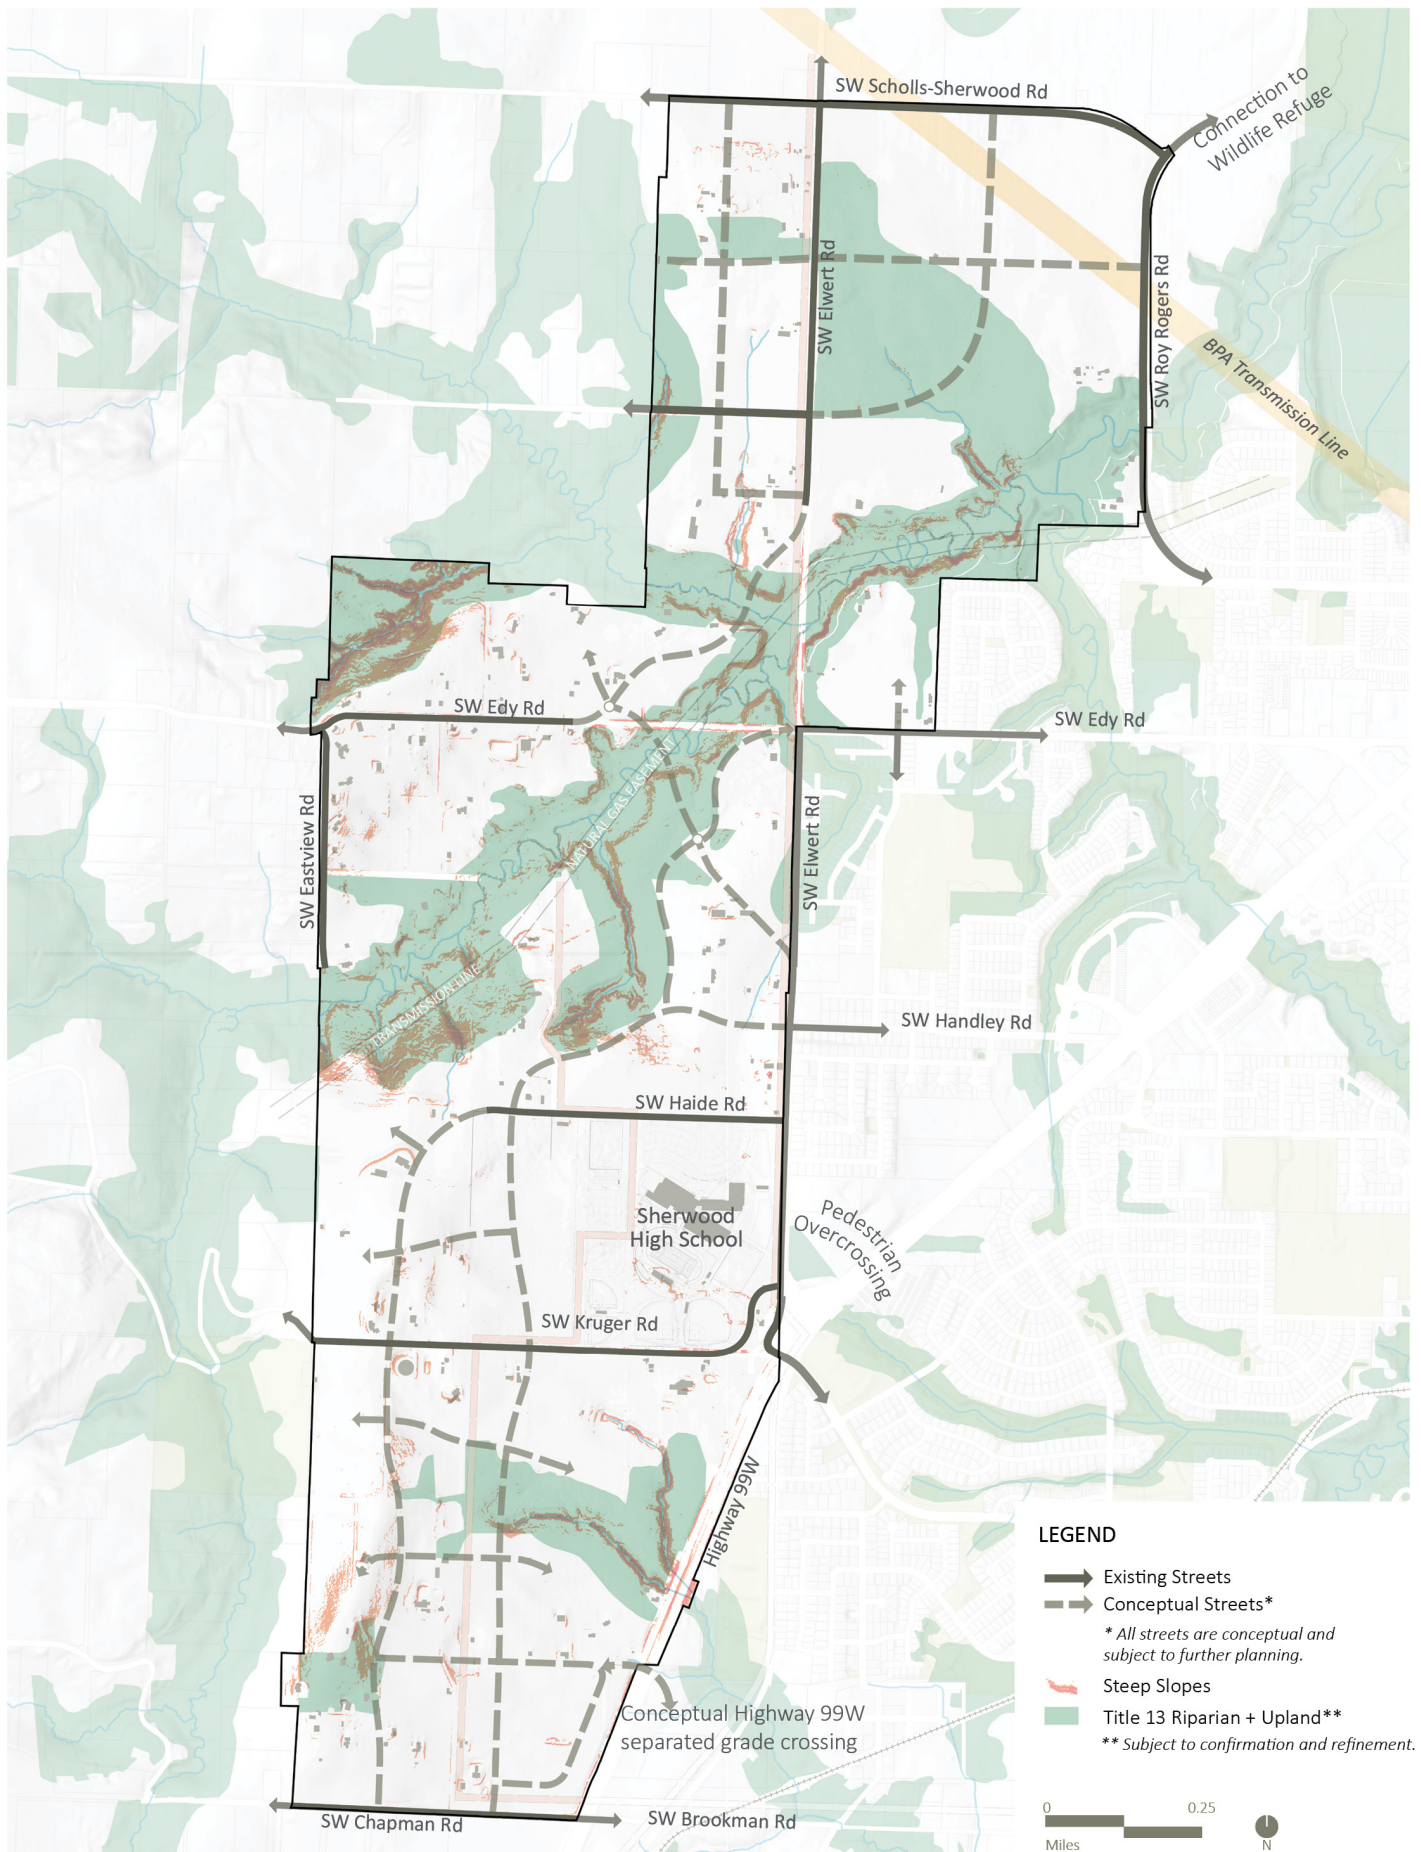 SW Scholls-Sherwood Rd
Connection to
Wildlife Refuge
SW Elwert Rd
SW Roy Rogers Rd
BPA Transmission Line
SW Edy Rd
SW Edy Rd
NATURAL GAS EASEMENT
SW Eastview Rd
SW Elwert Rd
TRANSMISSION LINE
SW Handley Rd
SW Haide Rd
Sherwood
High School
Pedestrian
Overcrossing
SW Kruger Rd
Highway 99W
Conceptual Highway 99W
separated grade crossing
SW Chapman Rd
SW Brookman Rd
LEGEND
Existing Streets
Conceptual Streets*
* All streets are conceptual and
subject to further planning.
Steep Slopes
Title 13 Riparian + Upland**
** Subject to confirmation and refinement.
0 0.25
Miles
N